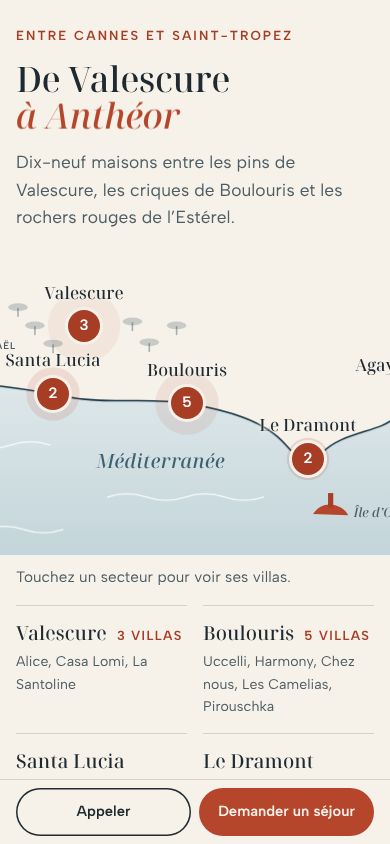 ENTRE CANNES ET SAINT-TROPEZ
De Valescure
à Anthéor
Dix-neuf maisons entre les pins de
Valescure, les criques de Boulouris et les
rochers rouges de l’Estérel.
Valescure
3
Santa Lucia
2
Boulouris
5
Le Dramont
2
Méditerranée
Touchez un secteur pour voir ses villas.
Valescure 3 VILLAS
Alice, Casa Lomi, La
Santoline
Boulouris 5 VILLAS
Uccelli, Harmony, Chez
nous, Les Camelias,
Pirouschka
Santa Lucia
Le Dramont
Appeler
Demander un séjour